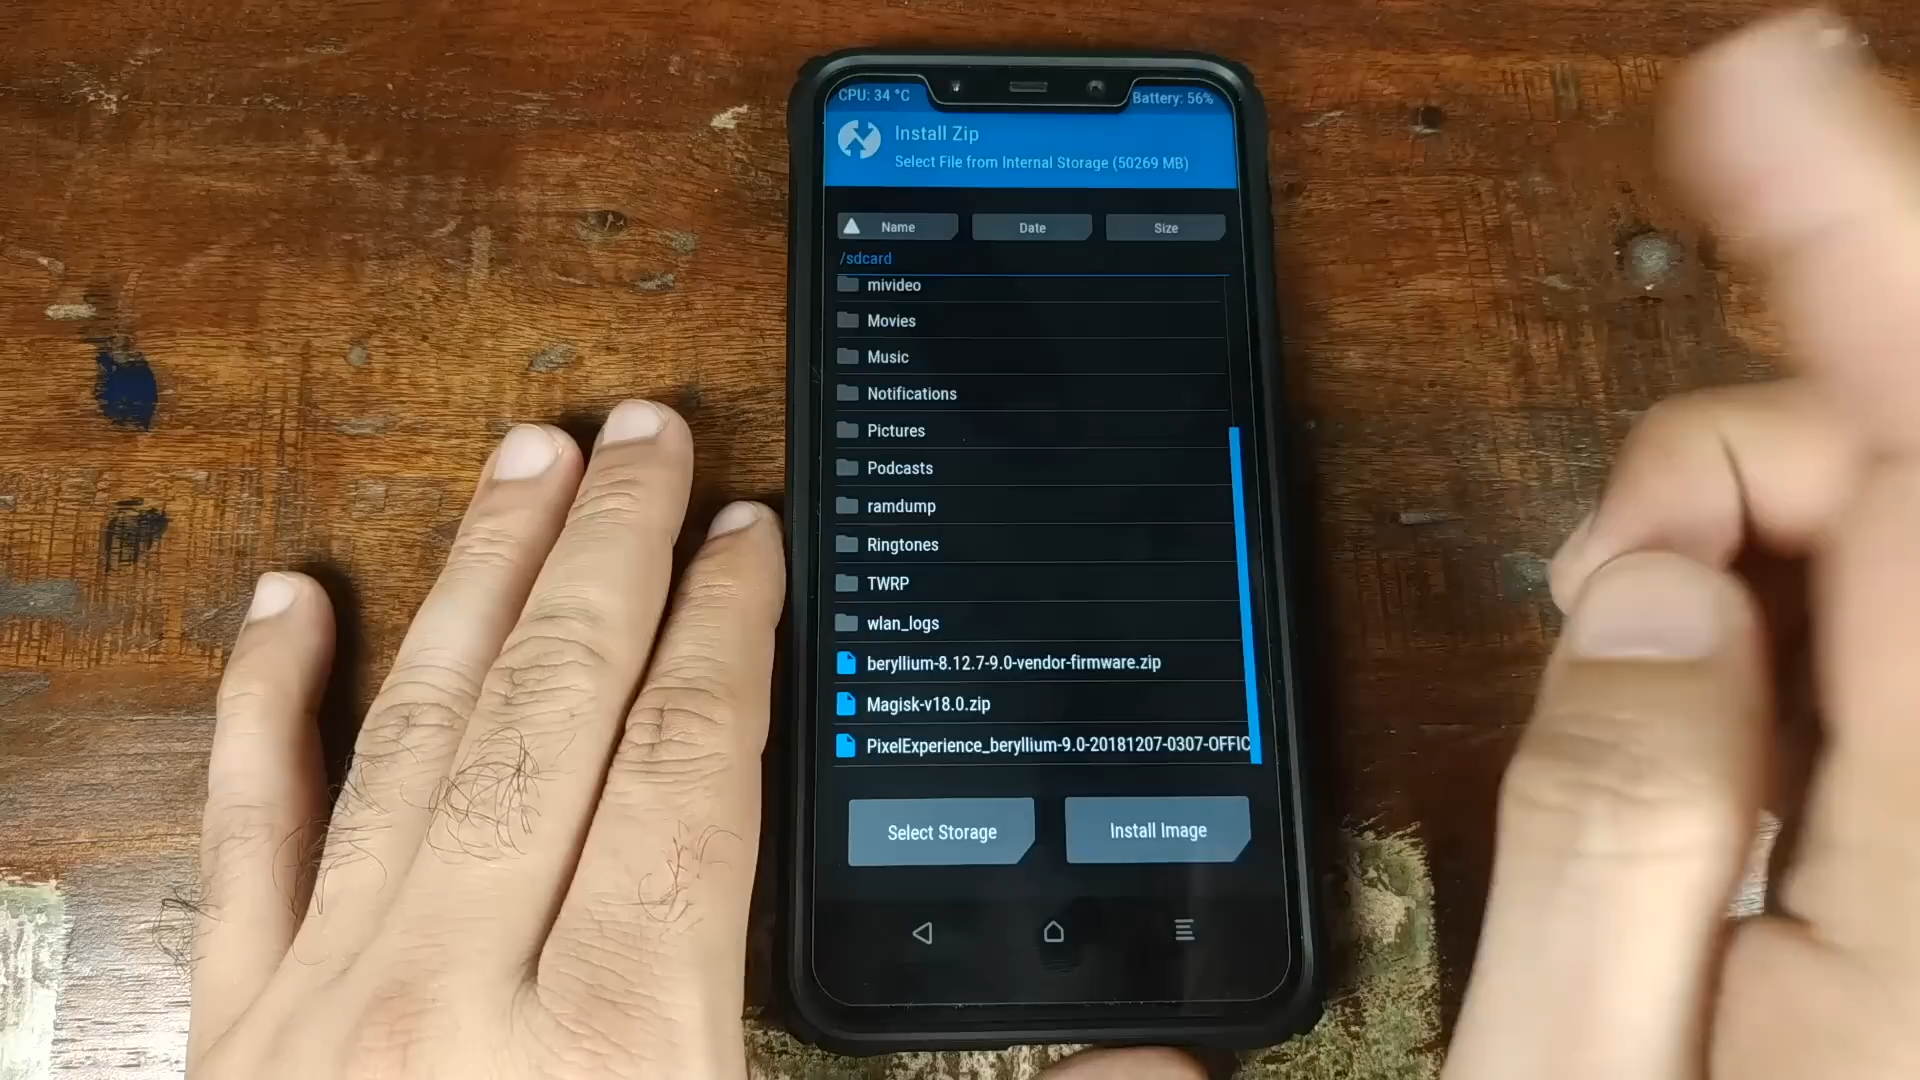 CPU: 34 °C
Battery: 56%
Install Zip
Select File from Internal Storage (50269 MB)
Name
Date
Size
/sdcard
mivideo
Movies
Music
Notifications
Pictures
Podcasts
ramdump
Ringtones
TWRP
wlan_logs
beryllium-8.12.7-9.0-vendor-firmware.zip
Magisk-v18.0.zip
PixelExperience_beryllium-9.0-20181207-0307-OFFIC
Select Storage
Install Image